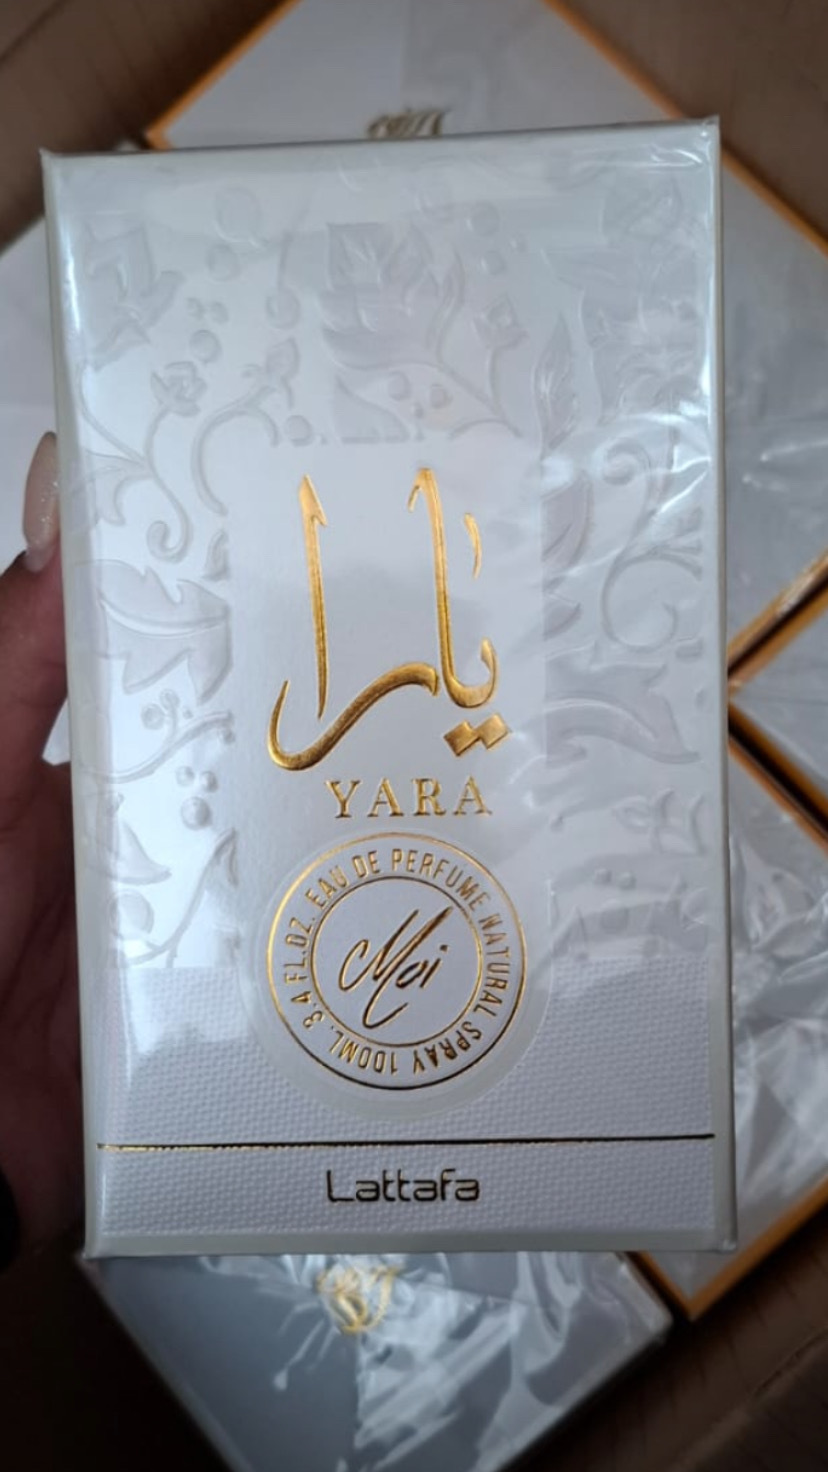 يارا
YARA
3.4 FL.OZ. EAU DE PERFUME NATURAL SPRAY 100ML.
Moi
Lattafa